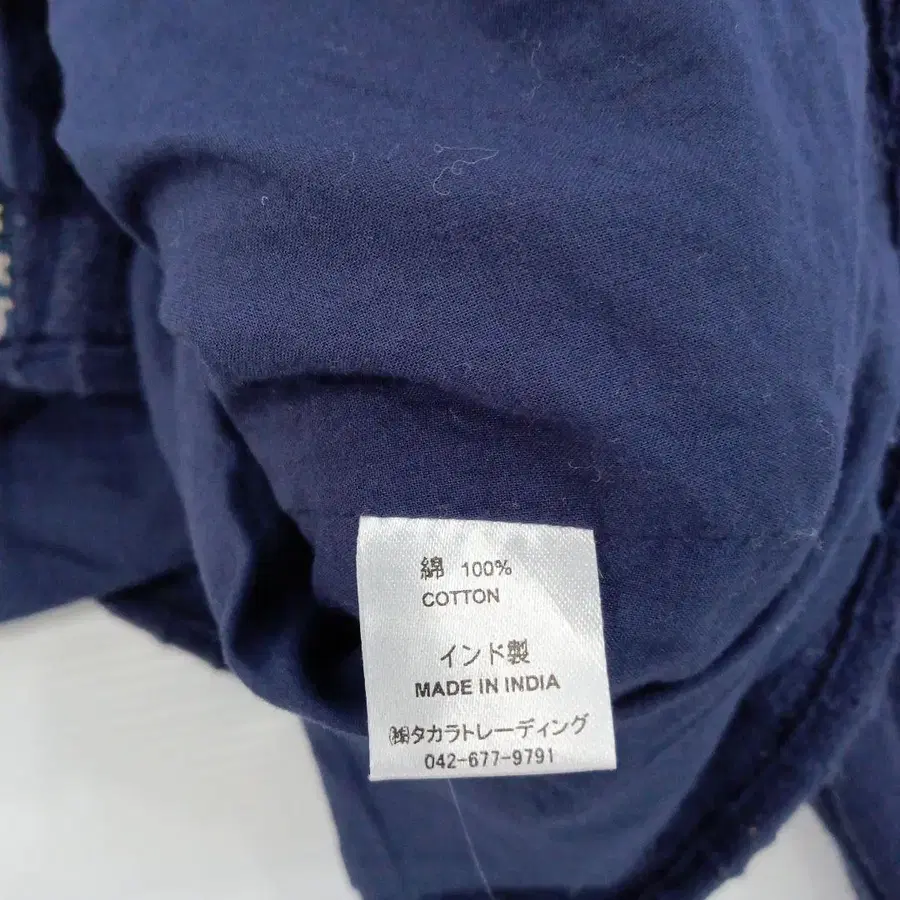 綿 100%
COTTON
インド製
MADE IN INDIA
㈱タカラトレーディング
042-677-9791